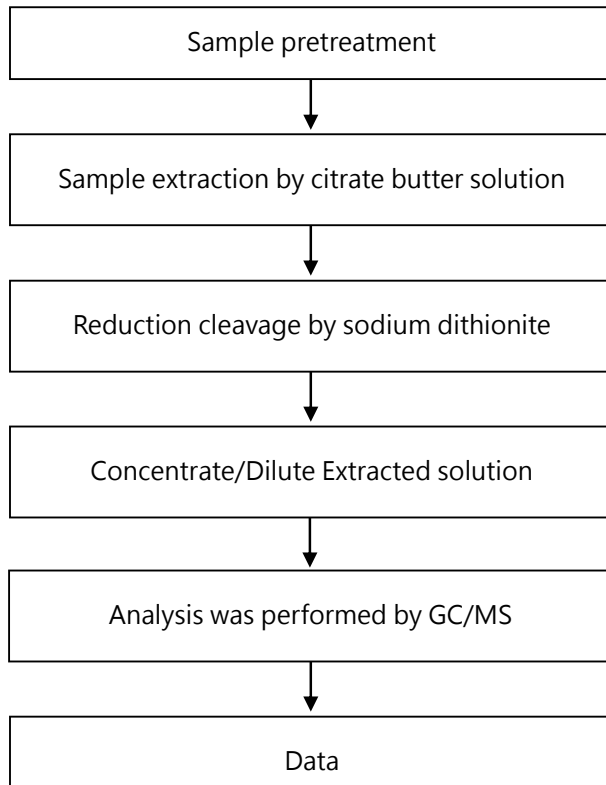 Sample pretreatment
Sample extraction by citrate butter solution
Reduction cleavage by sodium dithionite
Concentrate/Dilute Extracted solution
Analysis was performed by GC/MS
Data